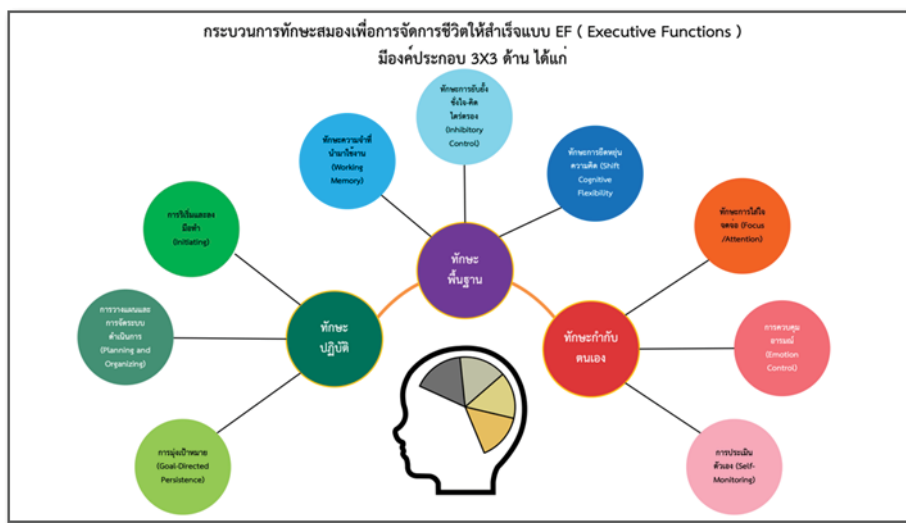 กระบวนการทักษะสมองเพื่อการจัดการชีวิตให้สำเร็จแบบ EF ( Executive Functions )
มีองค์ประกอบ 3X3 ด้าน ได้แก่
ทักษะการยับยั้ง
ชั่งใจ-คิด
ไตร่ตรอง
(Inhibitory
Control)
ทักษะความจำที่
นำมาใช้งาน
(Working
Memory)
ทักษะการยืดหยุ่น
ความคิด (Shift
Cognitive
Flexibility
การริเริ่มและลง
มือทำ
(Initiating)
ทักษะการใส่ใจ
จดจ่อ (Focus
/Attention)
ทักษะ
พื้นฐาน
การวางแผนและ
การจัดระบบ
ดำเนินการ
(Planning and
Organizing)
ทักษะ
ปฏิบัติ
ทักษะกำกับ
ตนเอง
การควบคุม
อารมณ์
(Emotion
Control)
การมุ่งเป้าหมาย
(Goal-Directed
Persistence)
การประเมิน
ตัวเอง (Self-
Monitoring)